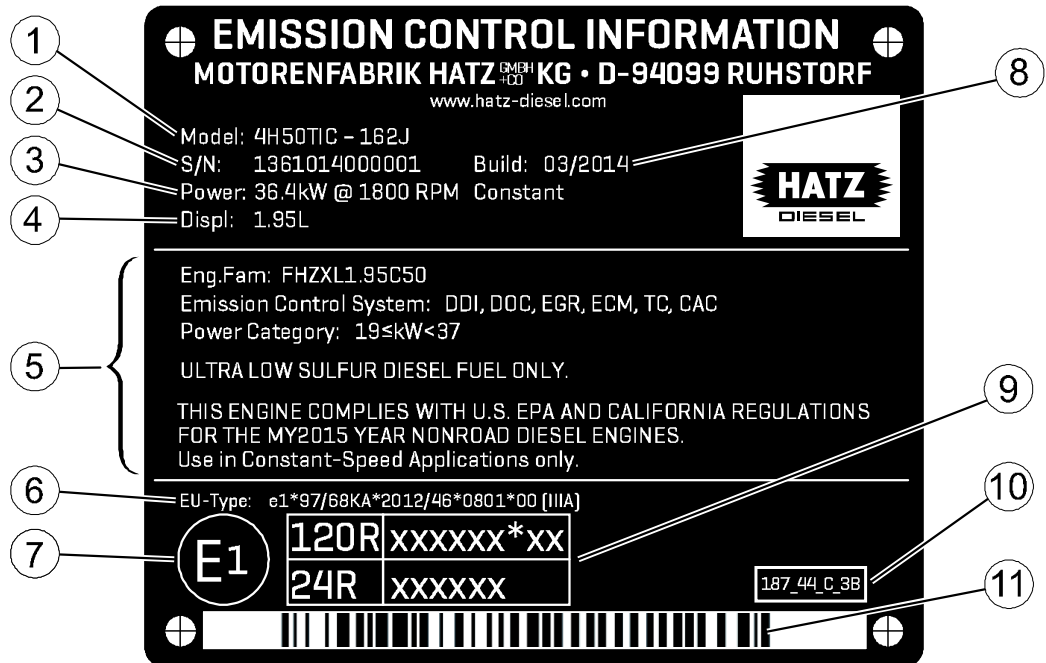 EMISSION CONTROL INFORMATION
MOTORENFABRIK HATZ GMBH +CO KG • D-94099 RUHSTORF
www.hatz-diesel.com
Model: 4H50TIC – 162J
S/N: 1361014000001 Build: 03/2014
Power: 36.4kW @ 1800 RPM Constant
Displ: 1.95L
HATZ
DIESEL
Eng.Fam: FHZXL1.95C50
Emission Control System: DDI, DOC, EGR, ECM, TC, CAC
Power Category: 19≤kW<37
ULTRA LOW SULFUR DIESEL FUEL ONLY.
THIS ENGINE COMPLIES WITH U.S. EPA AND CALIFORNIA REGULATIONS
FOR THE MY2015 YEAR NONROAD DIESEL ENGINES.
Use in Constant-Speed Applications only.
EU-Type: e1*97/68KA*2012/46*0801*00 (IIIA)
E1
120R xxxxxx*xx
24R xxxxxx
187_44_C_3B
1
2
3
4
5
6
7
8
9
10
11